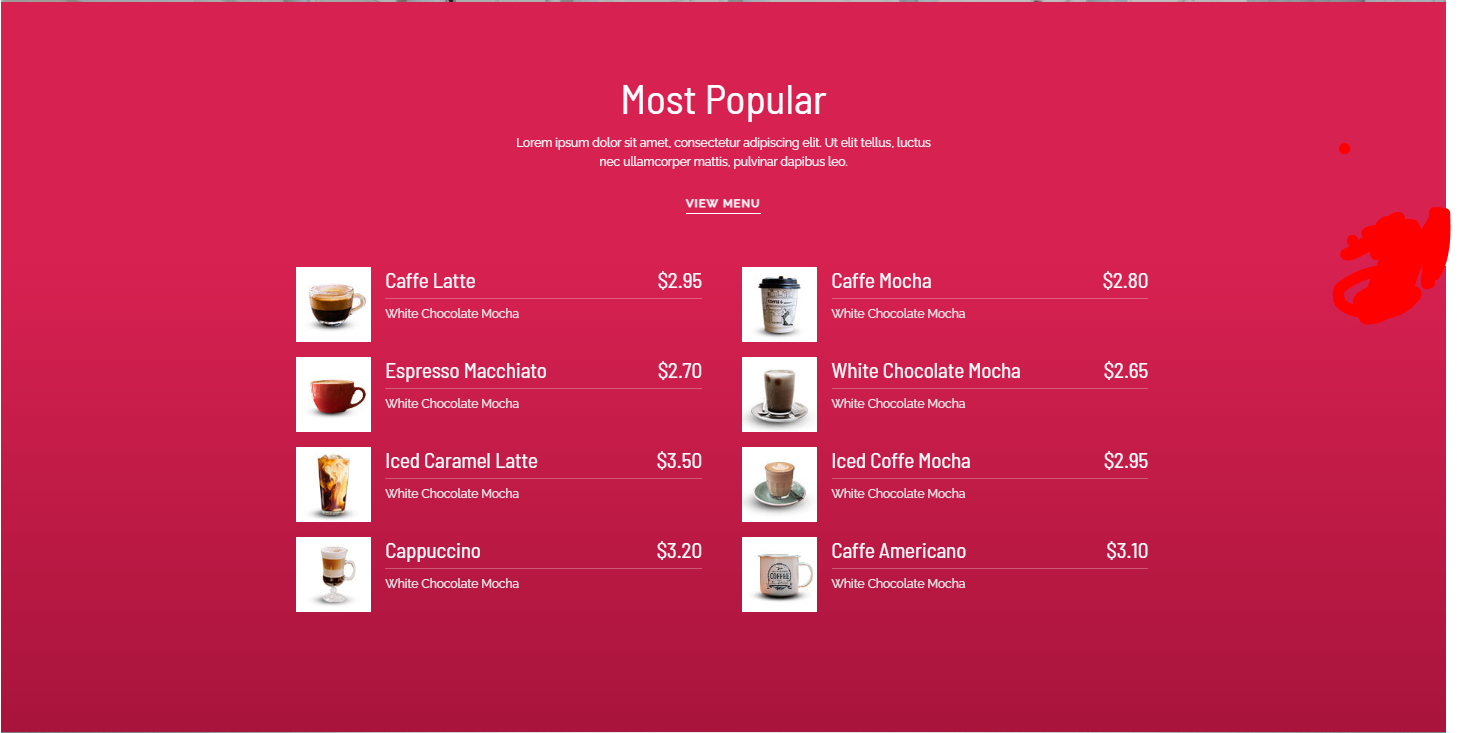 Most Popular
Lorem ipsum dolor sit amet, consectetur adipiscing elit. Ut elit tellus, luctus
nec ullamcorper mattis, pulvinar dapibus leo.
VIEW MENU
Caffe Latte $2.95
White Chocolate Mocha
Espresso Macchiato $2.70
White Chocolate Mocha
Iced Caramel Latte $3.50
White Chocolate Mocha
Cappuccino $3.20
White Chocolate Mocha
Caffe Mocha $2.80
White Chocolate Mocha
White Chocolate Mocha $2.65
White Chocolate Mocha
Iced Coffe Mocha $2.95
White Chocolate Mocha
Caffe Americano $3.10
White Chocolate Mocha
COFFEE